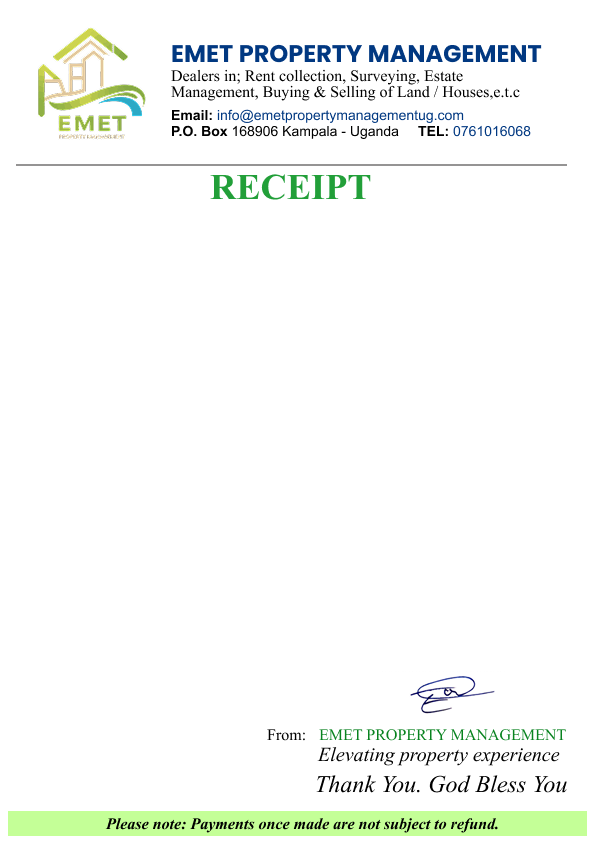 EMET PROPERTY MANAGEMENT
Dealers in; Rent collection, Surveying, Estate
Management, Buying & Selling of Land / Houses,e.t.c
Email: info@emetpropertymanagementug.com
P.O. Box 168906 Kampala - Uganda TEL: 0761016068
EMET
PROPERTY MANAGEMENT
RECEIPT
From: EMET PROPERTY MANAGEMENT
Elevating property experience
Thank You. God Bless You
Please note: Payments once made are not subject to refund.